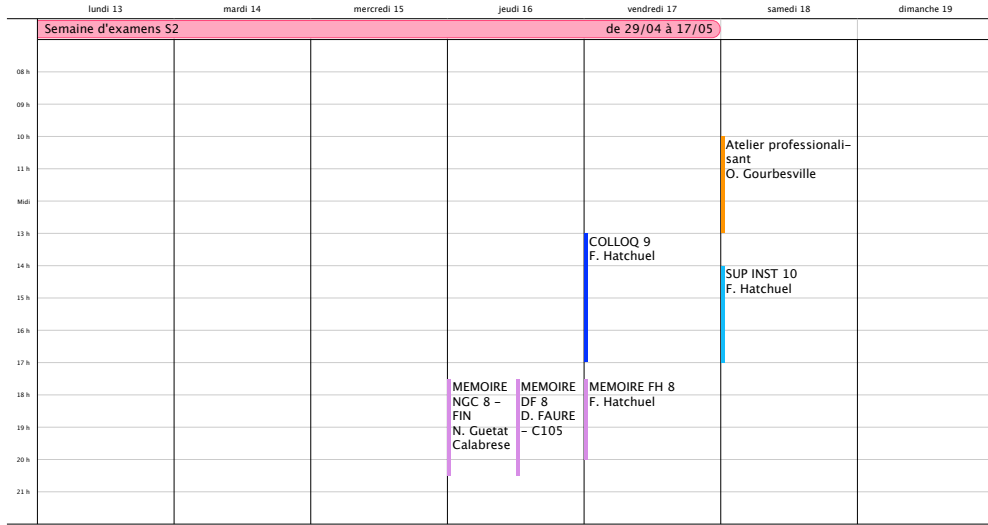 lundi 13
mardi 14
mercredi 15
jeudi 16
vendredi 17
samedi 18
dimanche 19
Semaine d'examens S2
de 29/04 à 17/05
08 h
09 h
10 h
11 h
Midi
13 h
14 h
15 h
16 h
17 h
18 h
19 h
20 h
21 h
MEMOIRE
NGC 8 –
FIN
N. Guetat
Calabrese
MEMOIRE
DF 8
D. FAURE
– C105
COLLOQ 9
F. Hatchuel
MEMOIRE FH 8
F. Hatchuel
Atelier professionali–
sant
O. Gourbesville
SUP INST 10
F. Hatchuel